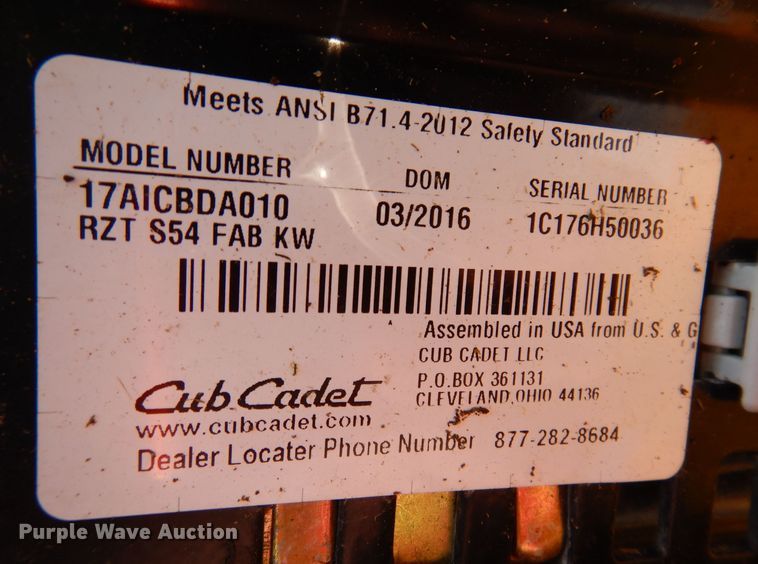 Meets ANSI B71.4-2012 Safety Standard
MODEL NUMBER DOM SERIAL NUMBER
17AICBDA010 03/2016 1C176H50036
RZT S54 FAB KW
Assembled in USA from U.S. & G
CUB CADET LLC
P.O.BOX 361131
CLEVELAND,OHIO 44136
Cub Cadet
www.cubcadet.com
Dealer Locater Phone Number 877-282-8684
Purple Wave Auction